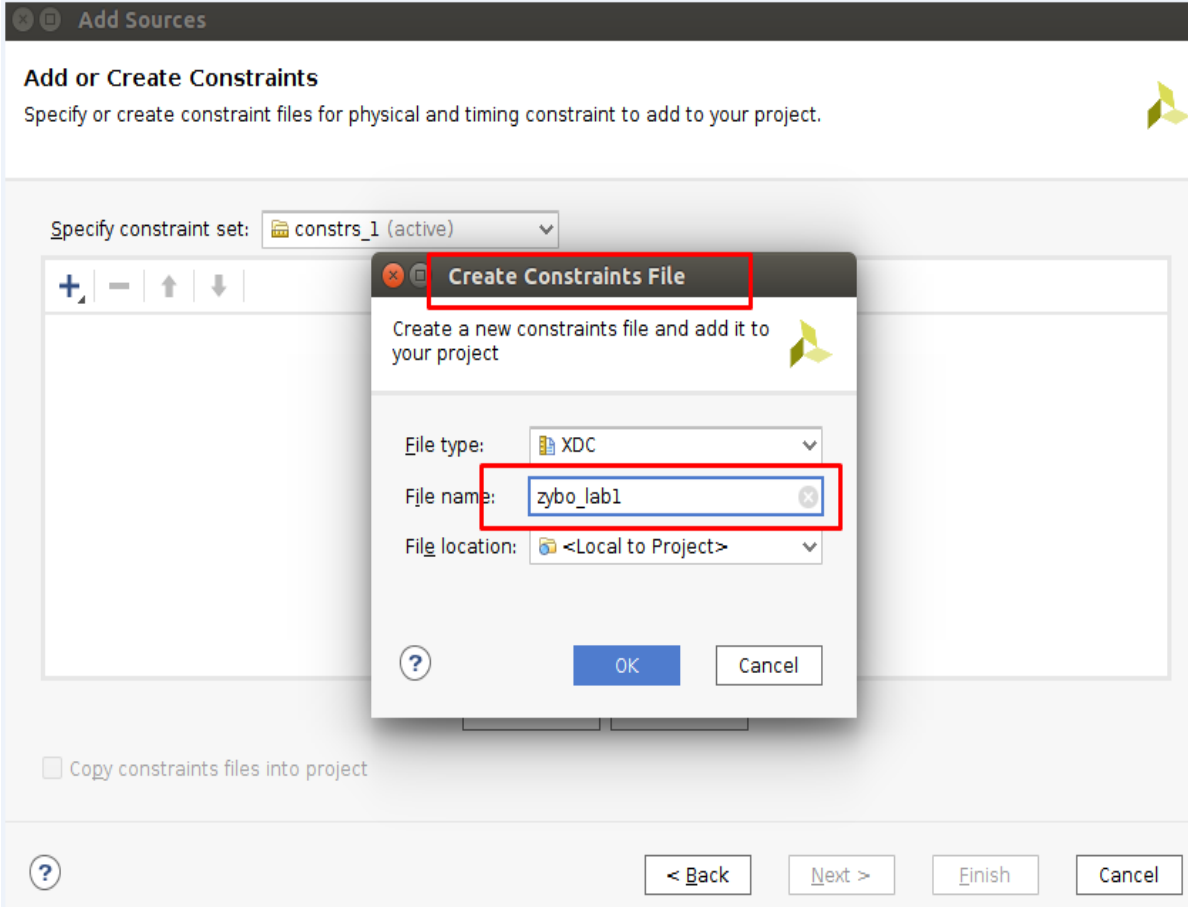 Add Sources
Add or Create Constraints
Specify or create constraint files for physical and timing constraint to add to your project.
Specify constraint set: constrs_1 (active)
Create Constraints File
Create a new constraints file and add it to
your project
File type: XDC
File name: zybo_lab1
File location: <Local to Project>
? OK Cancel
Copy constraints files into project
? < Back Next > Finish Cancel